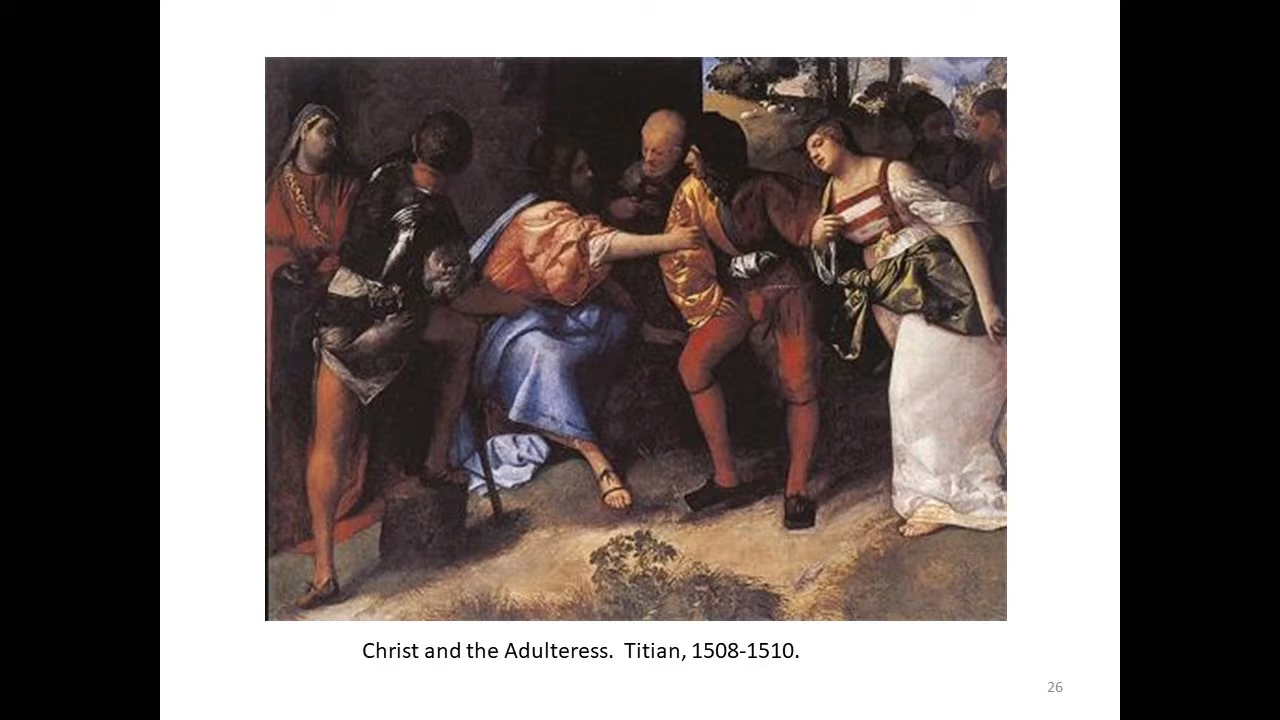 Christ and the Adulteress.  Titian, 1508-1510.
26